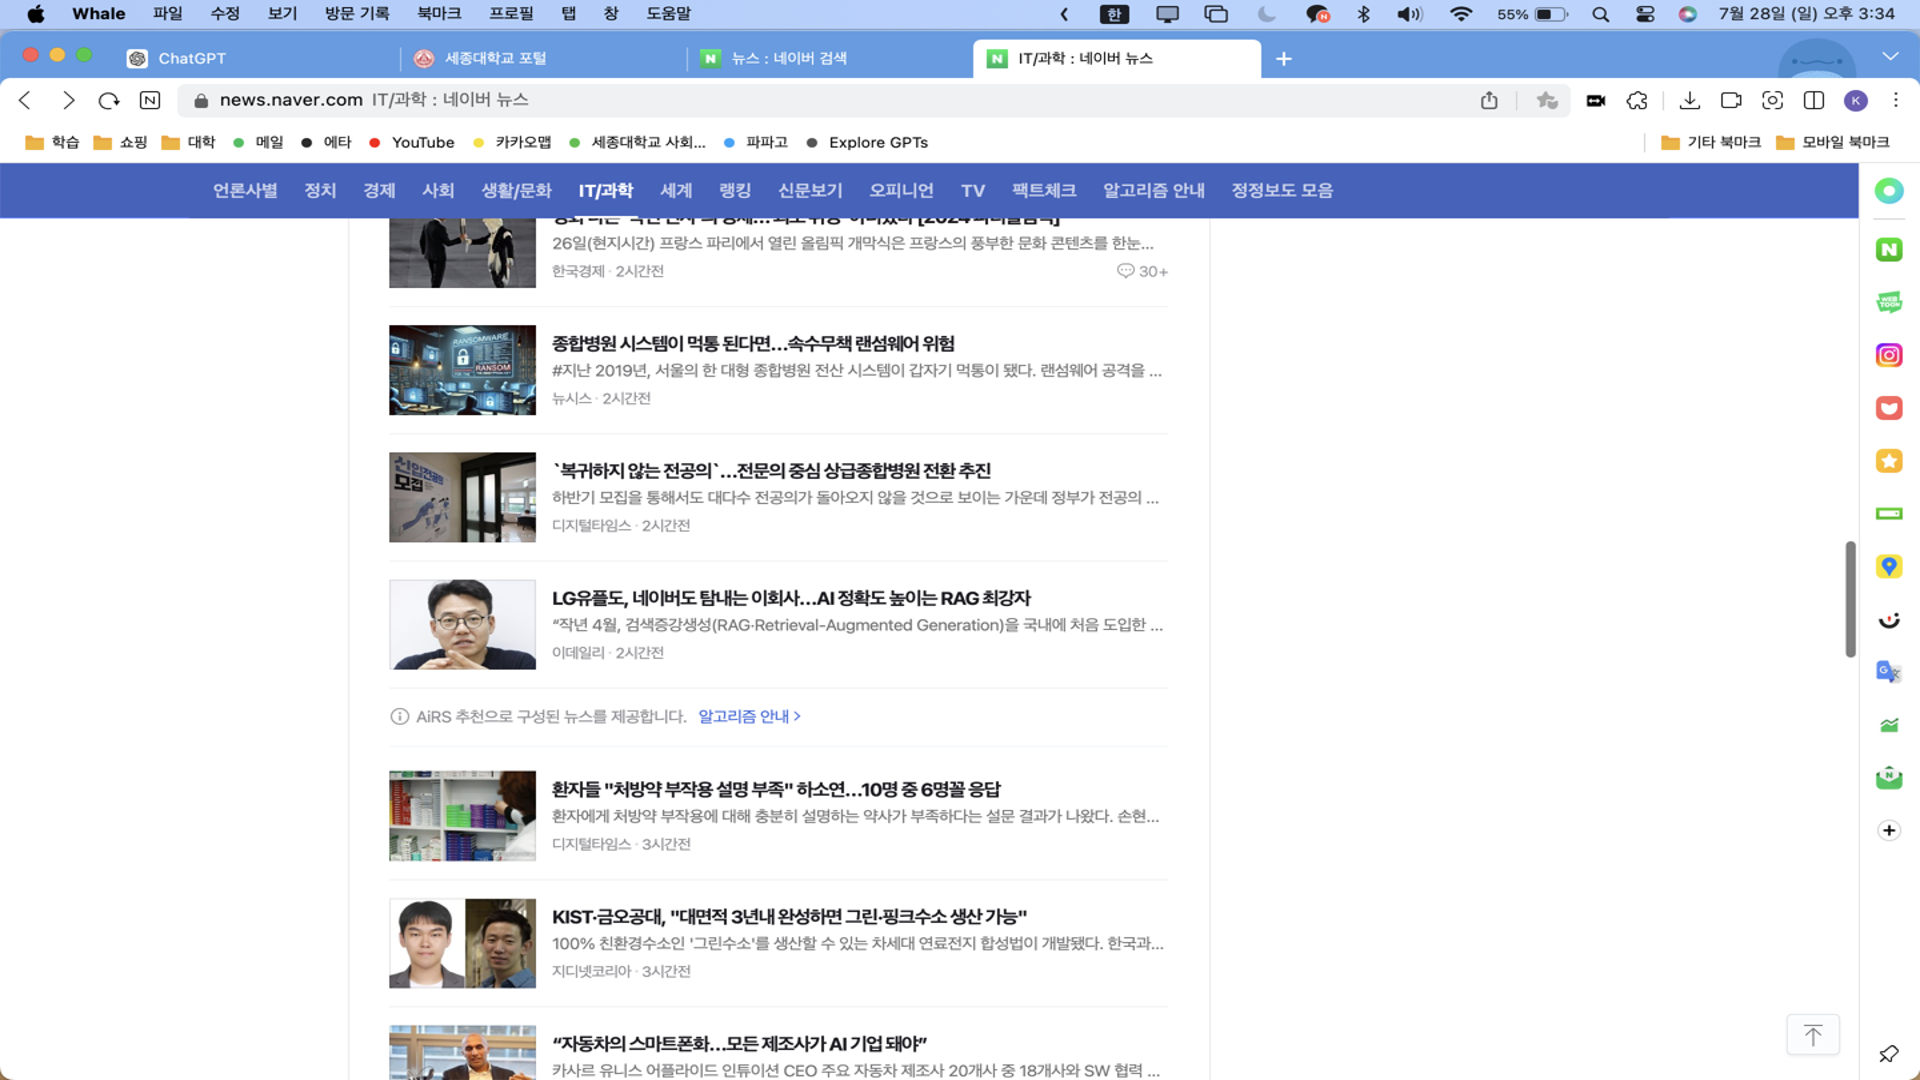 Whale 파일 수정 보기 방문 기록 북마크 프로필 탭 창 도움말 한 55% 7월 28일 (일) 오후 3:34
ChatGPT 세종대학교 포털 뉴스 : 네이버 검색 IT/과학 : 네이버 뉴스
news.naver.com IT/과학 : 네이버 뉴스
학습 쇼핑 대학 메일 에타 YouTube 카카오맵 세종대학교 사회... 파파고 Explore GPTs 기타 북마크 모바일 북마크
언론사별 정치 경제 사회 생활/문화 IT/과학 세계 랭킹 신문보기 오피니언 TV 팩트체크 알고리즘 안내 정정보도 모음
26일(현지시간) 프랑스 파리에서 열린 올림픽 개막식은 프랑스의 풍부한 문화 콘텐츠를 한눈...
한국경제 · 2시간전 30+
RANSOMWARE
RANSOM
종합병원 시스템이 먹통 된다면…속수무책 랜섬웨어 위험
#지난 2019년, 서울의 한 대형 종합병원 전산 시스템이 갑자기 먹통이 됐다. 랜섬웨어 공격을 ...
뉴시스 · 2시간전
신입전공의
모집
`복귀하지 않는 전공의`…전문의 중심 상급종합병원 전환 추진
하반기 모집을 통해서도 대다수 전공의가 돌아오지 않을 것으로 보이는 가운데 정부가 전공의 ...
디지털타임스 · 2시간전
LG유플도, 네이버도 탐내는 이회사…AI 정확도 높이는 RAG 최강자
“작년 4월, 검색증강생성(RAG·Retrieval-Augmented Generation)을 국내에 처음 도입한 ...
이데일리 · 2시간전
AiRS 추천으로 구성된 뉴스를 제공합니다. 알고리즘 안내 >
환자들 "처방약 부작용 설명 부족" 하소연…10명 중 6명꼴 응답
환자에게 처방약 부작용에 대해 충분히 설명하는 약사가 부족하다는 설문 결과가 나왔다. 손현...
디지털타임스 · 3시간전
KIST·금오공대, "대면적 3년내 완성하면 그린·핑크수소 생산 가능"
100% 친환경수소인 '그린수소'를 생산할 수 있는 차세대 연료전지 합성법이 개발됐다. 한국과...
지디넷코리아 · 3시간전
“자동차의 스마트폰화…모든 제조사가 AI 기업 돼야”
카사르 유니스 어플라이드 인튜이션 CEO 주요 자동차 제조사 20개사 중 18개사와 SW 협력 ...